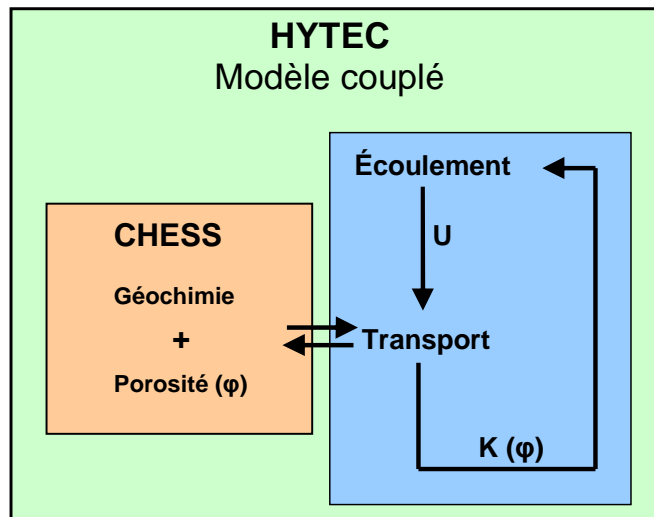 HYTEC
Modèle couplé
Écoulement
U
CHESS
Géochimie
+
Porosité (φ)
Transport
K (φ)